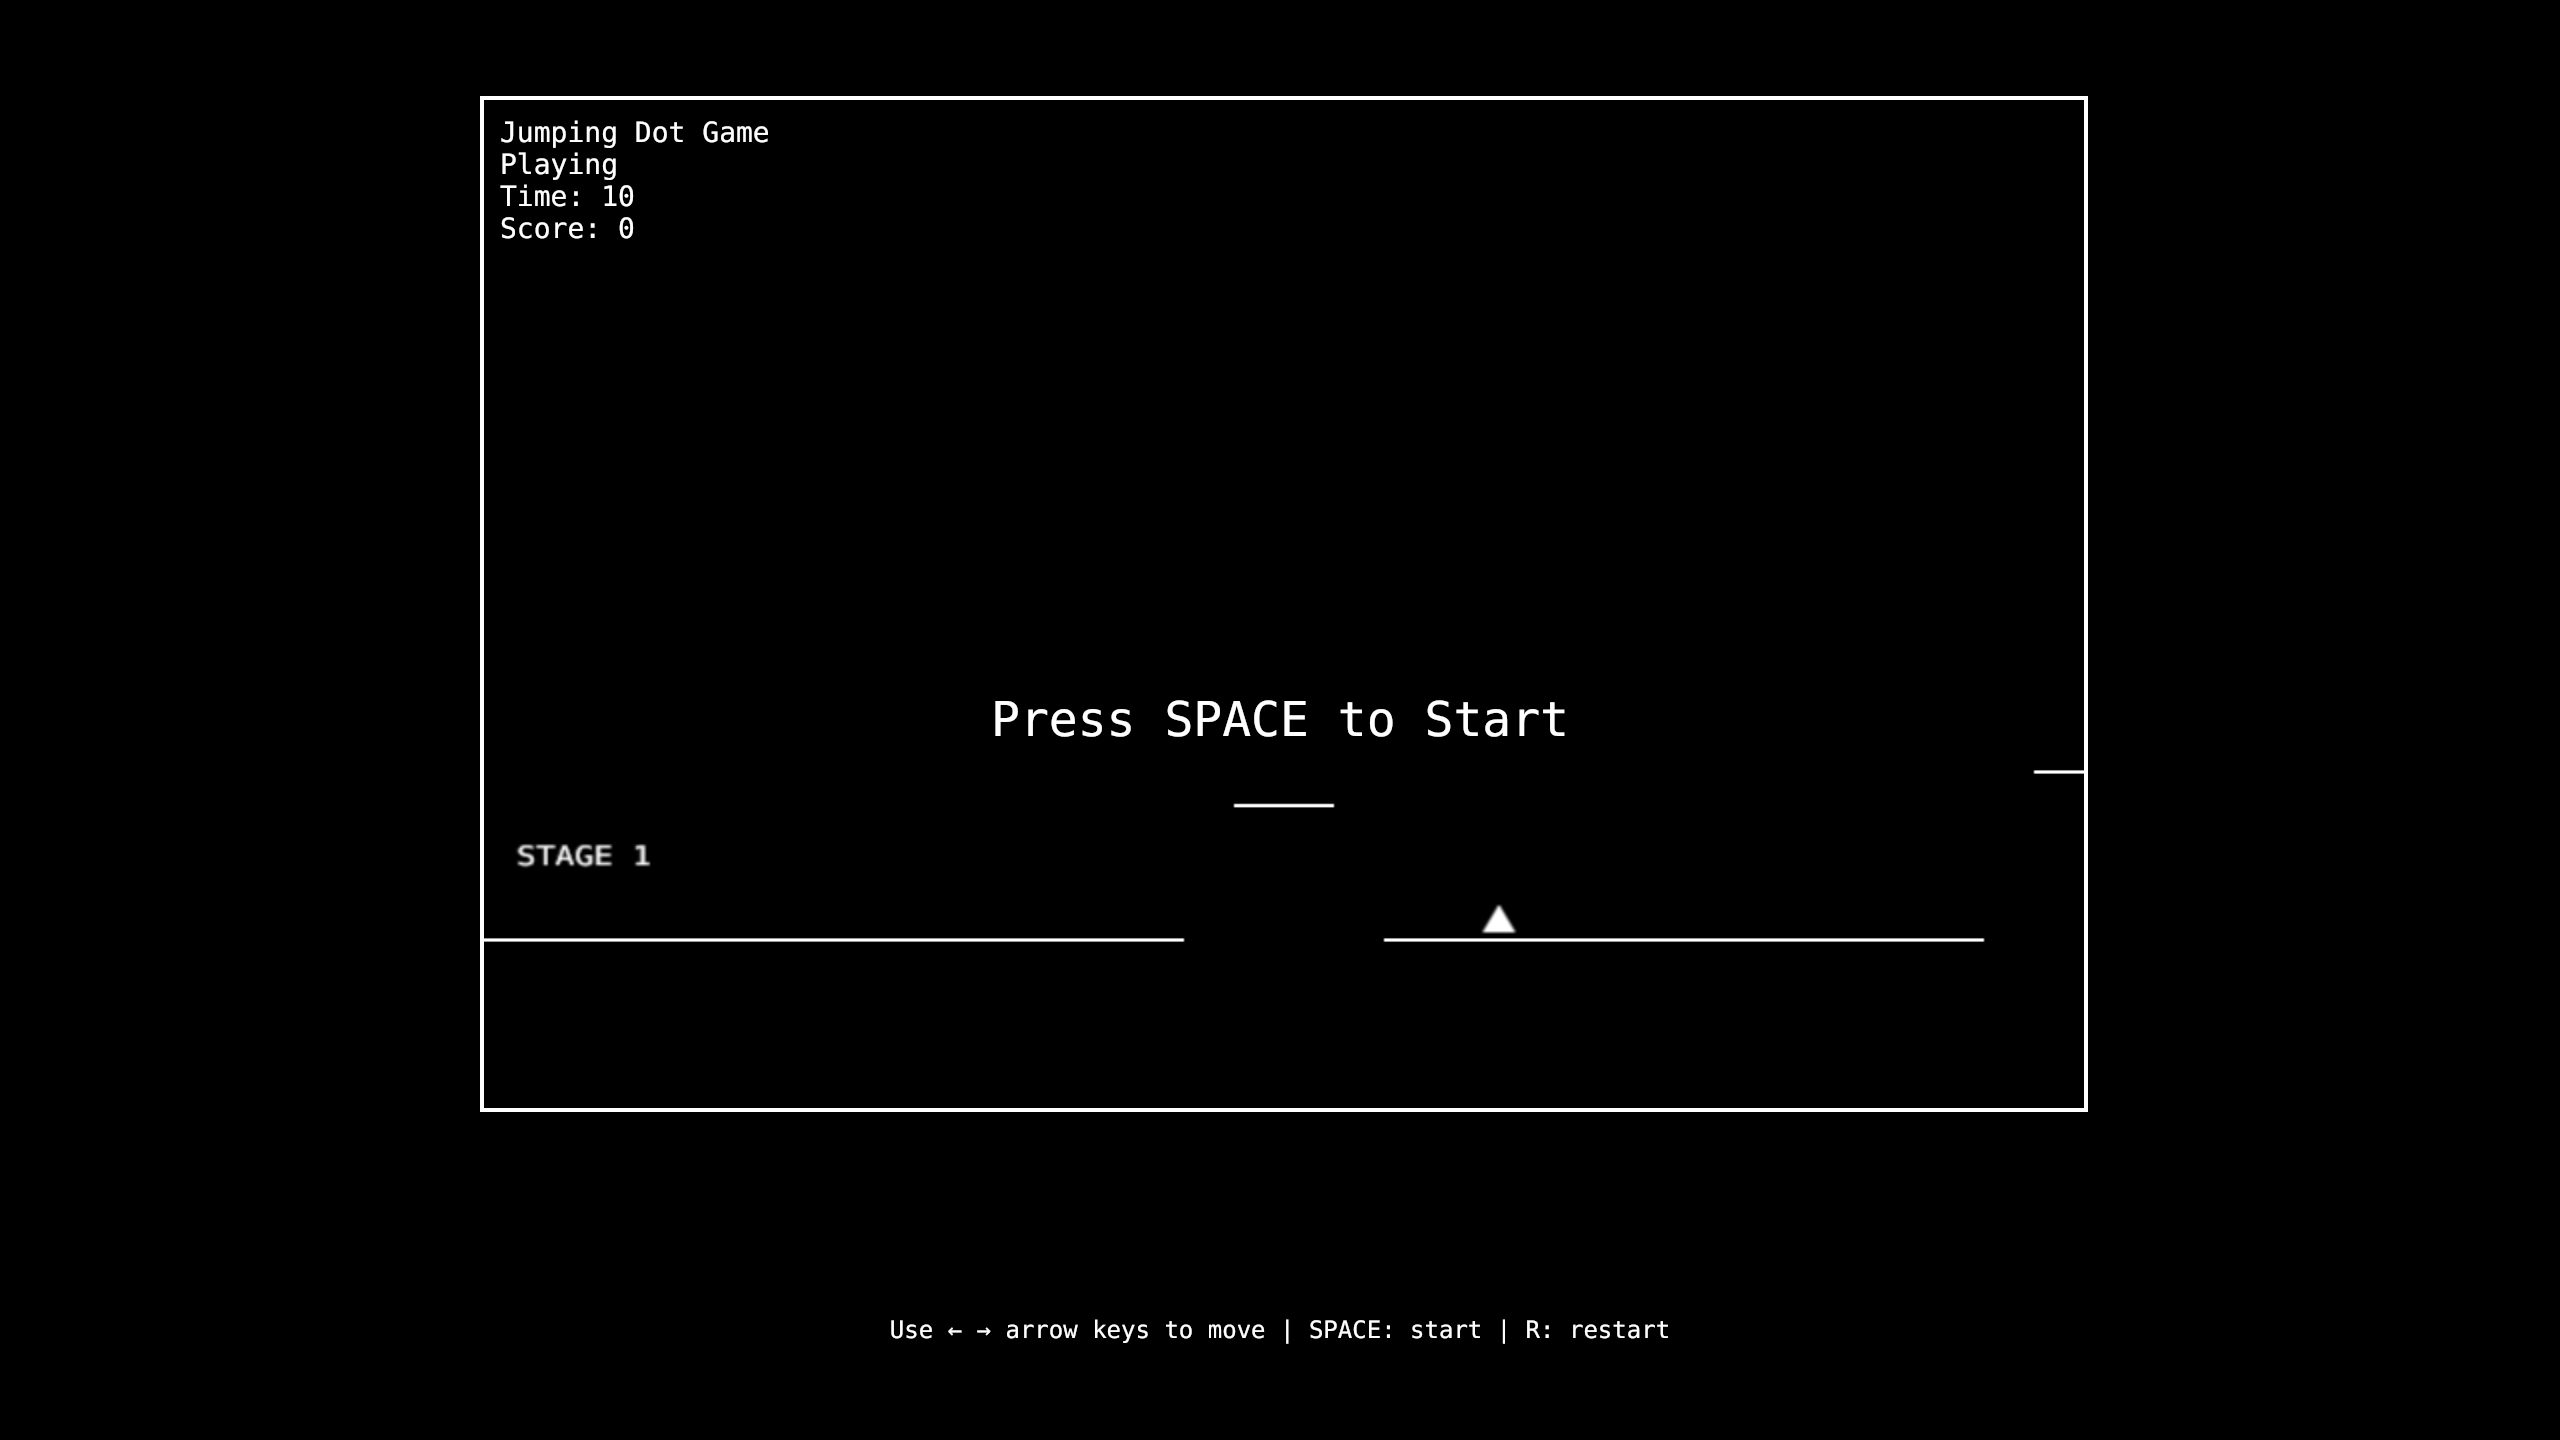 Jumping Dot Game
Playing
Time: 10
Score: 0
Press SPACE to Start
STAGE 1
Use ← → arrow keys to move | SPACE: start | R: restart